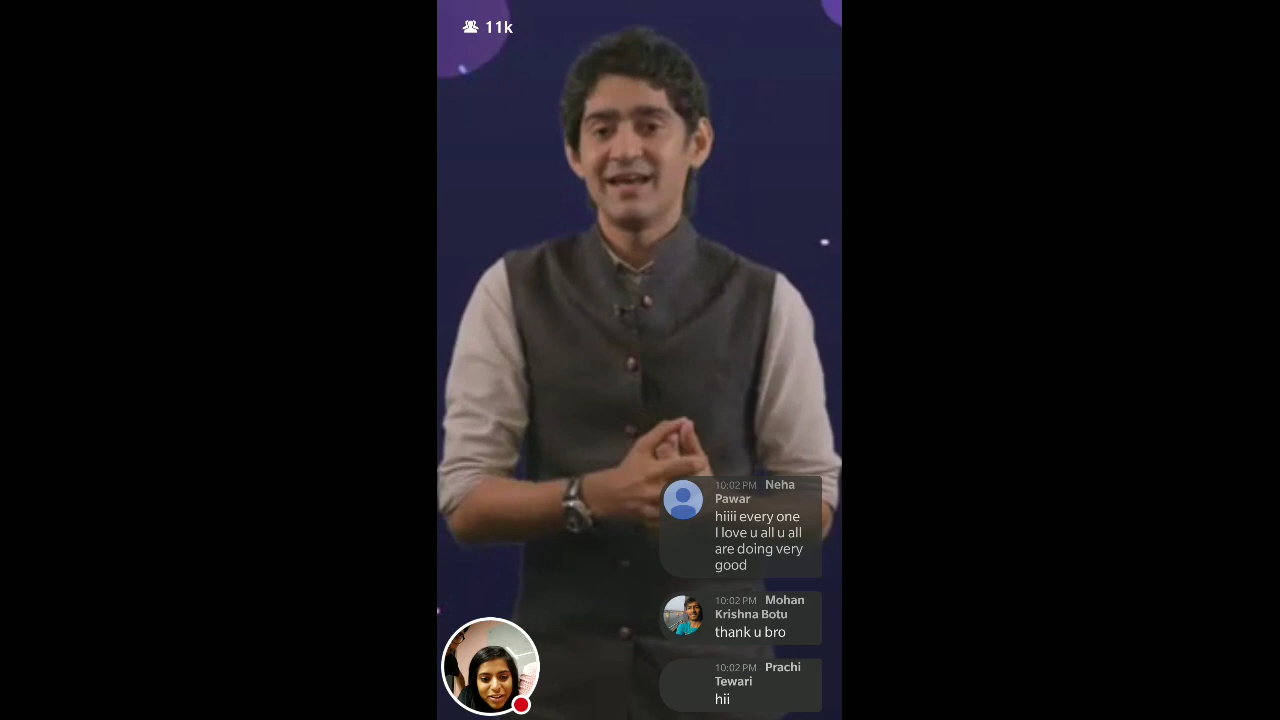 11k
10:02 PM Neha
Pawar
hiiii every one
I love u all u all
are doing very
good
10:02 PM Mohan
Krishna Botu
thank u bro
10:02 PM Prachi
Tewari
hii